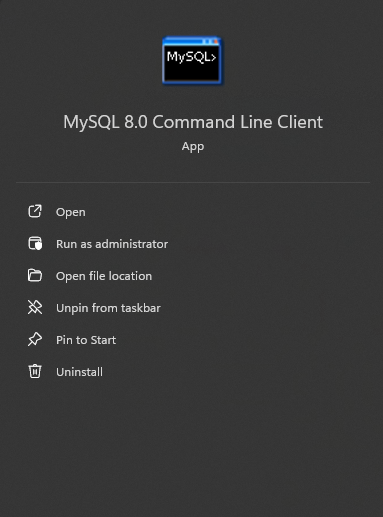 MySQL>
MySQL 8.0 Command Line Client
App
Open
Run as administrator
Open file location
Unpin from taskbar
Pin to Start
Uninstall